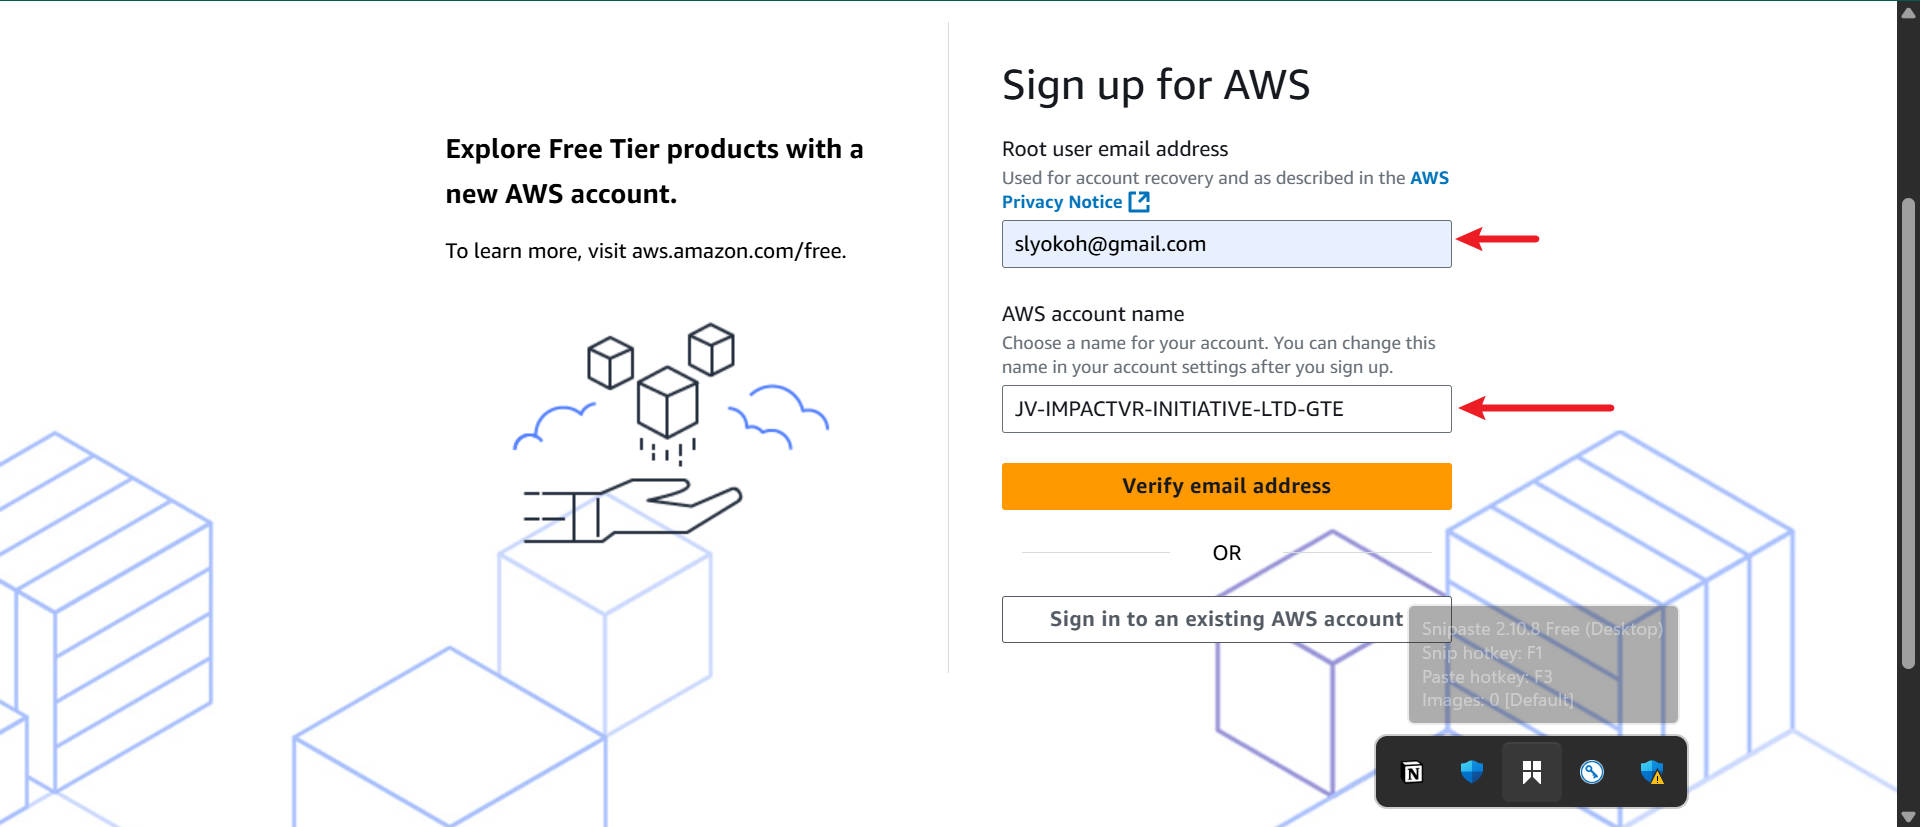 Explore Free Tier products with a
new AWS account.
To learn more, visit aws.amazon.com/free.
Sign up for AWS
Root user email address
Used for account recovery and as described in the AWS
Privacy Notice
slyokoh@gmail.com
AWS account name
Choose a name for your account. You can change this
name in your account settings after you sign up.
JV-IMPACTVR-INITIATIVE-LTD-GTE
Verify email address
OR
Sign in to an existing AWS account
Snipaste 2.10.8 Free (Desktop)
Snip hotkey: F1
Paste hotkey: F3
Images: 0 [Default]
N